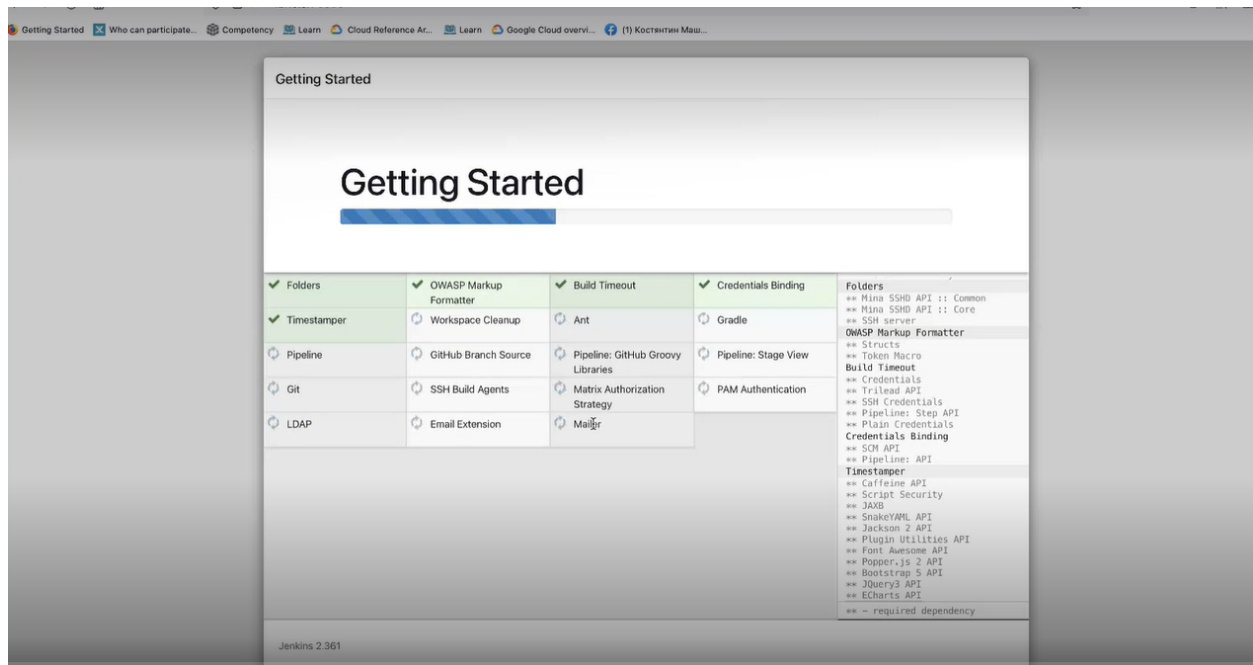 Getting Started
Who can participate...
Competency
Learn
Cloud Reference Ar...
Learn
Google Cloud overvi...
(1) Костянтин Маш...
Getting Started
Getting Started
Folders
OWASP Markup
Formatter
Build Timeout
Credentials Binding
Timestamper
Workspace Cleanup
Ant
Gradle
Pipeline
GitHub Branch Source
Pipeline: GitHub Groovy
Libraries
Pipeline: Stage View
Git
SSH Build Agents
Matrix Authorization
Strategy
PAM Authentication
LDAP
Email Extension
Mailer
Folders
** Mina SSHD API :: Common
** Mina SSHD API :: Core
** SSH server
OWASP Markup Formatter
** Structs
** Token Macro
Build Timeout
** Credentials
** Trilead API
** SSH Credentials
** Pipeline: Step API
** Plain Credentials
Credentials Binding
** SCM API
** Pipeline: API
Timestamper
** Caffeine API
** Script Security
** JAXB
** SnakeYAML API
** Jackson 2 API
** Plugin Utilities API
** Font Awesome API
** Popper.js 2 API
** Bootstrap 5 API
** JQuery3 API
** ECharts API
** - required dependency
Jenkins 2.361